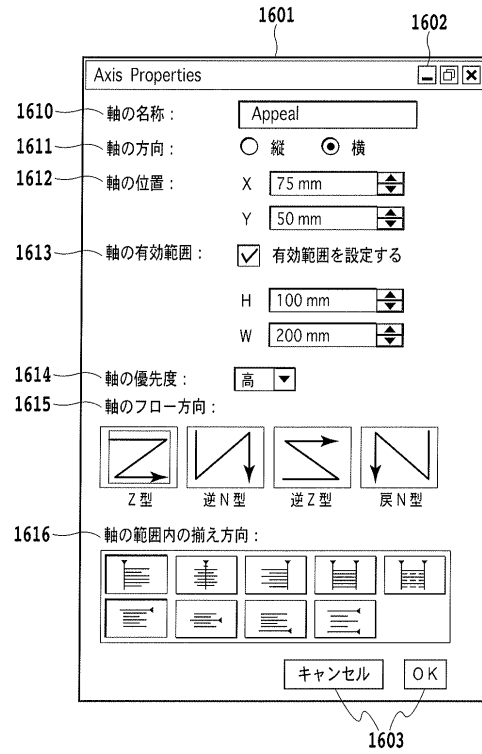 1601
1602
Axis Properties
1610 軸の名称： Appeal
1611 軸の方向： 縦 横
1612 軸の位置： X 75 mm
Y 50 mm
1613 軸の有効範囲： 有効範囲を設定する
H 100 mm
W 200 mm
1614 軸の優先度： 高
1615 軸のフロー方向：
Z型 逆N型 逆Z型 戻N型
1616 軸の範囲内の揃え方向：
キャンセル OK
1603